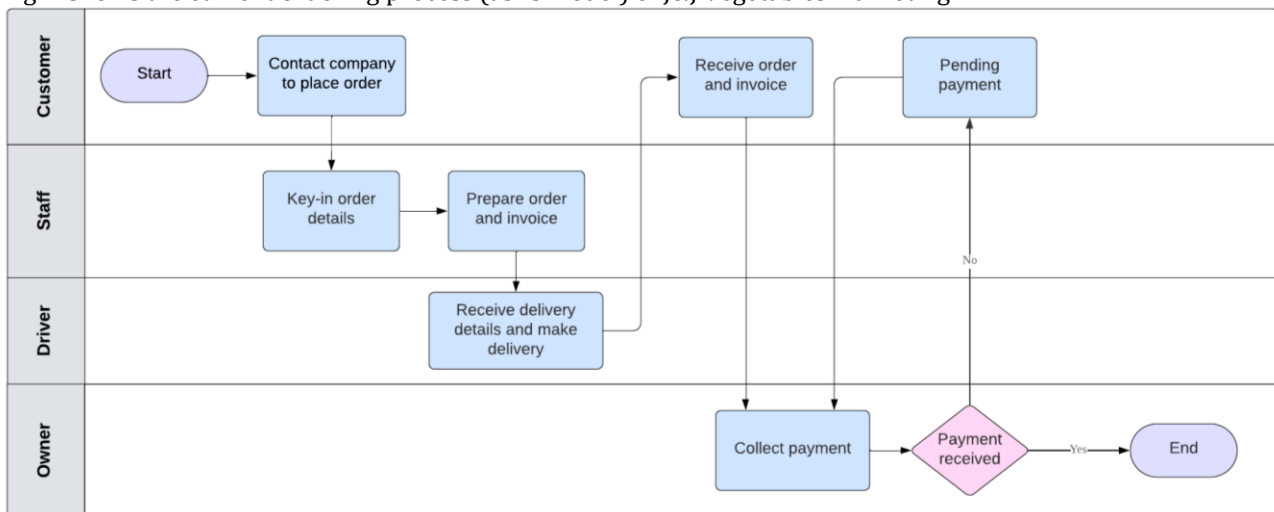 Customer
Start
Contact company
to place order
Receive order
and invoice
Pending
payment
Staff
Key-in order
details
Prepare order
and invoice
No
Driver
Receive delivery
details and make
delivery
Owner
Collect payment
Payment
received
Yes
End